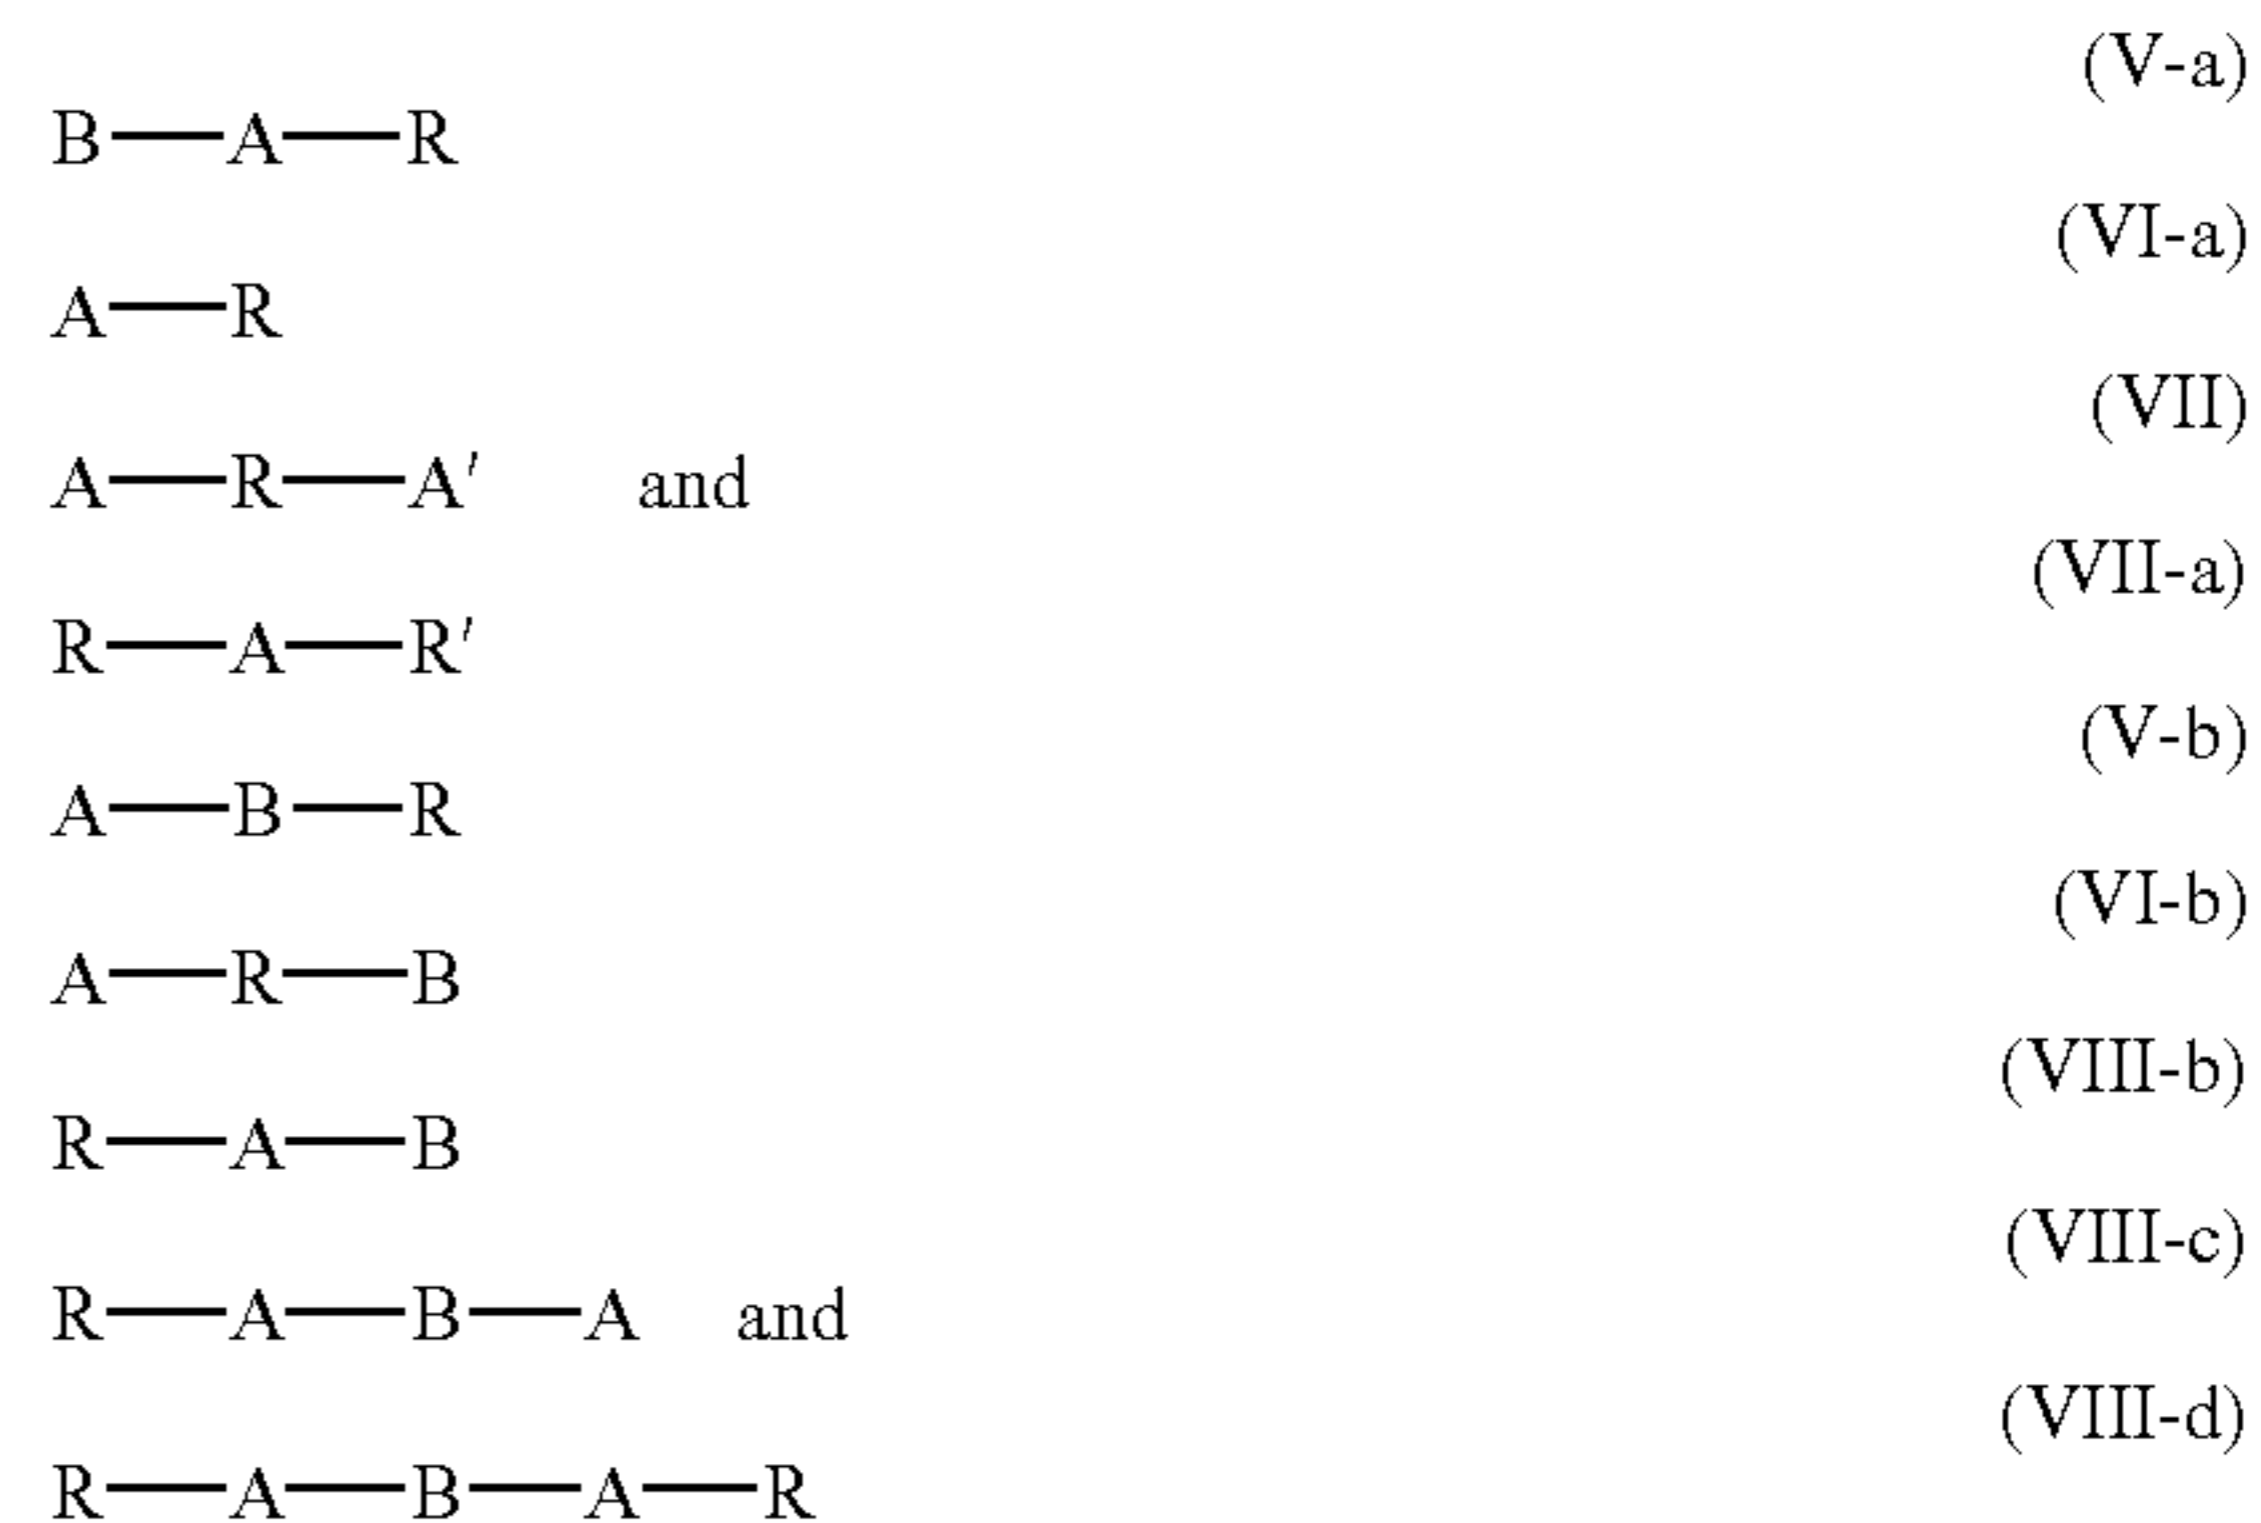 (V-a)
B—A—R
(VI-a)
A—R
(VII)
A—R—A' and
(VII-a)
R—A—R'
(V-b)
A—B—R
(VI-b)
A—R—B
(VIII-b)
R—A—B
(VIII-c)
R—A—B—A and
(VIII-d)
R—A—B—A—R